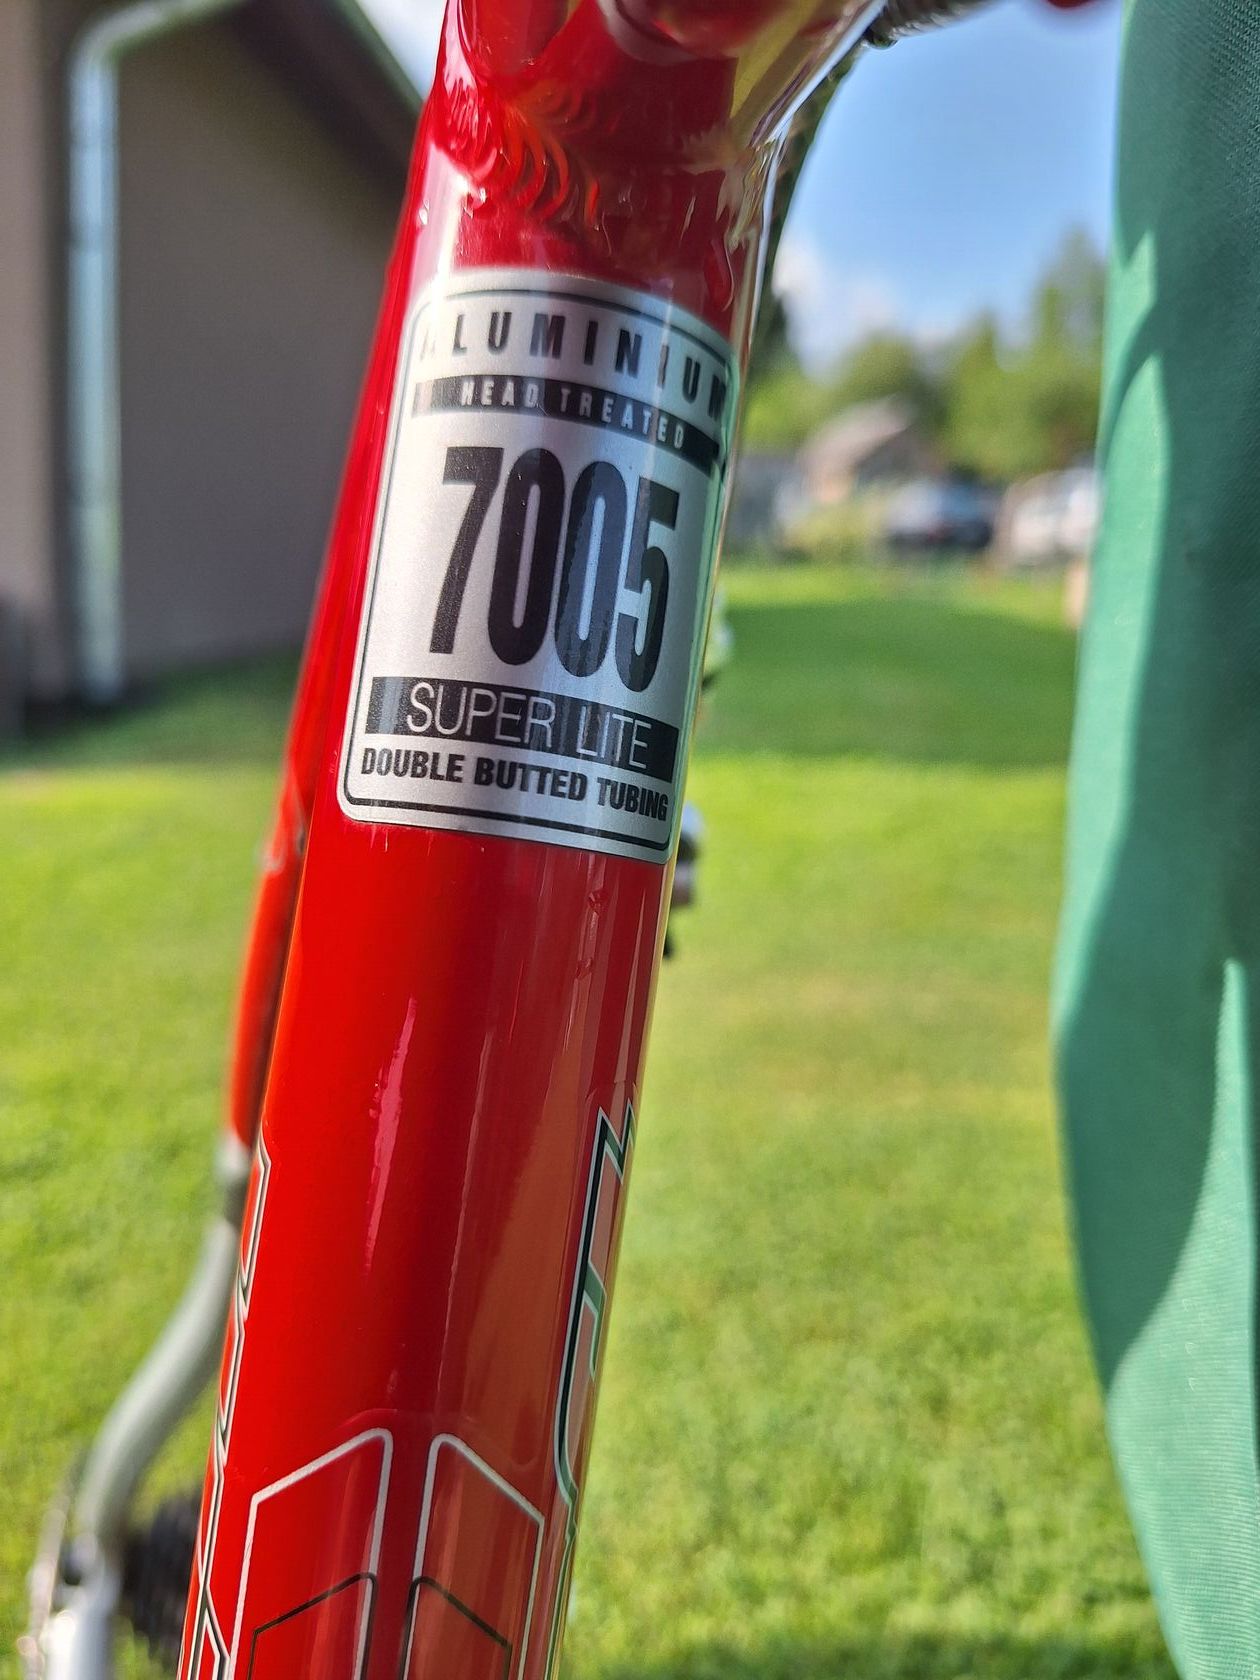 ALUMINIUM
HEAD TREATED
7005
SUPER LITE
DOUBLE BUTTED TUBING